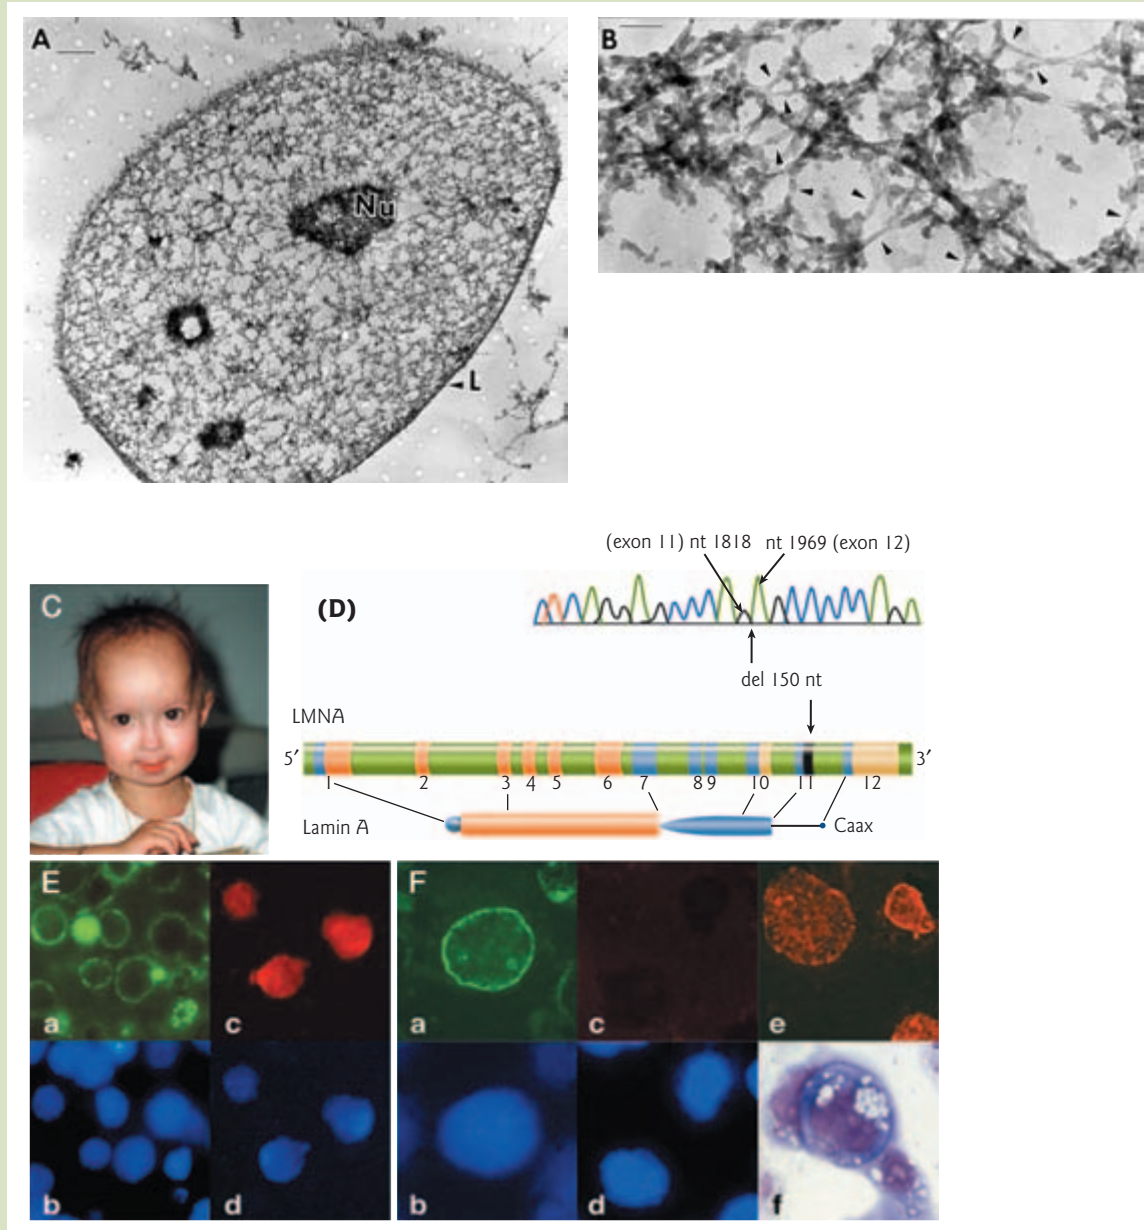 A
Nu
L
B
C
(D)
(exon 11) nt 1818 nt 1969 (exon 12)
del 150 nt
LMNA
5′
3′
1 2 3 4 5 6 7 8 9 10 11 12
Lamin A
Caax
E
a
c
b
d
F
a
c
e
b
d
f